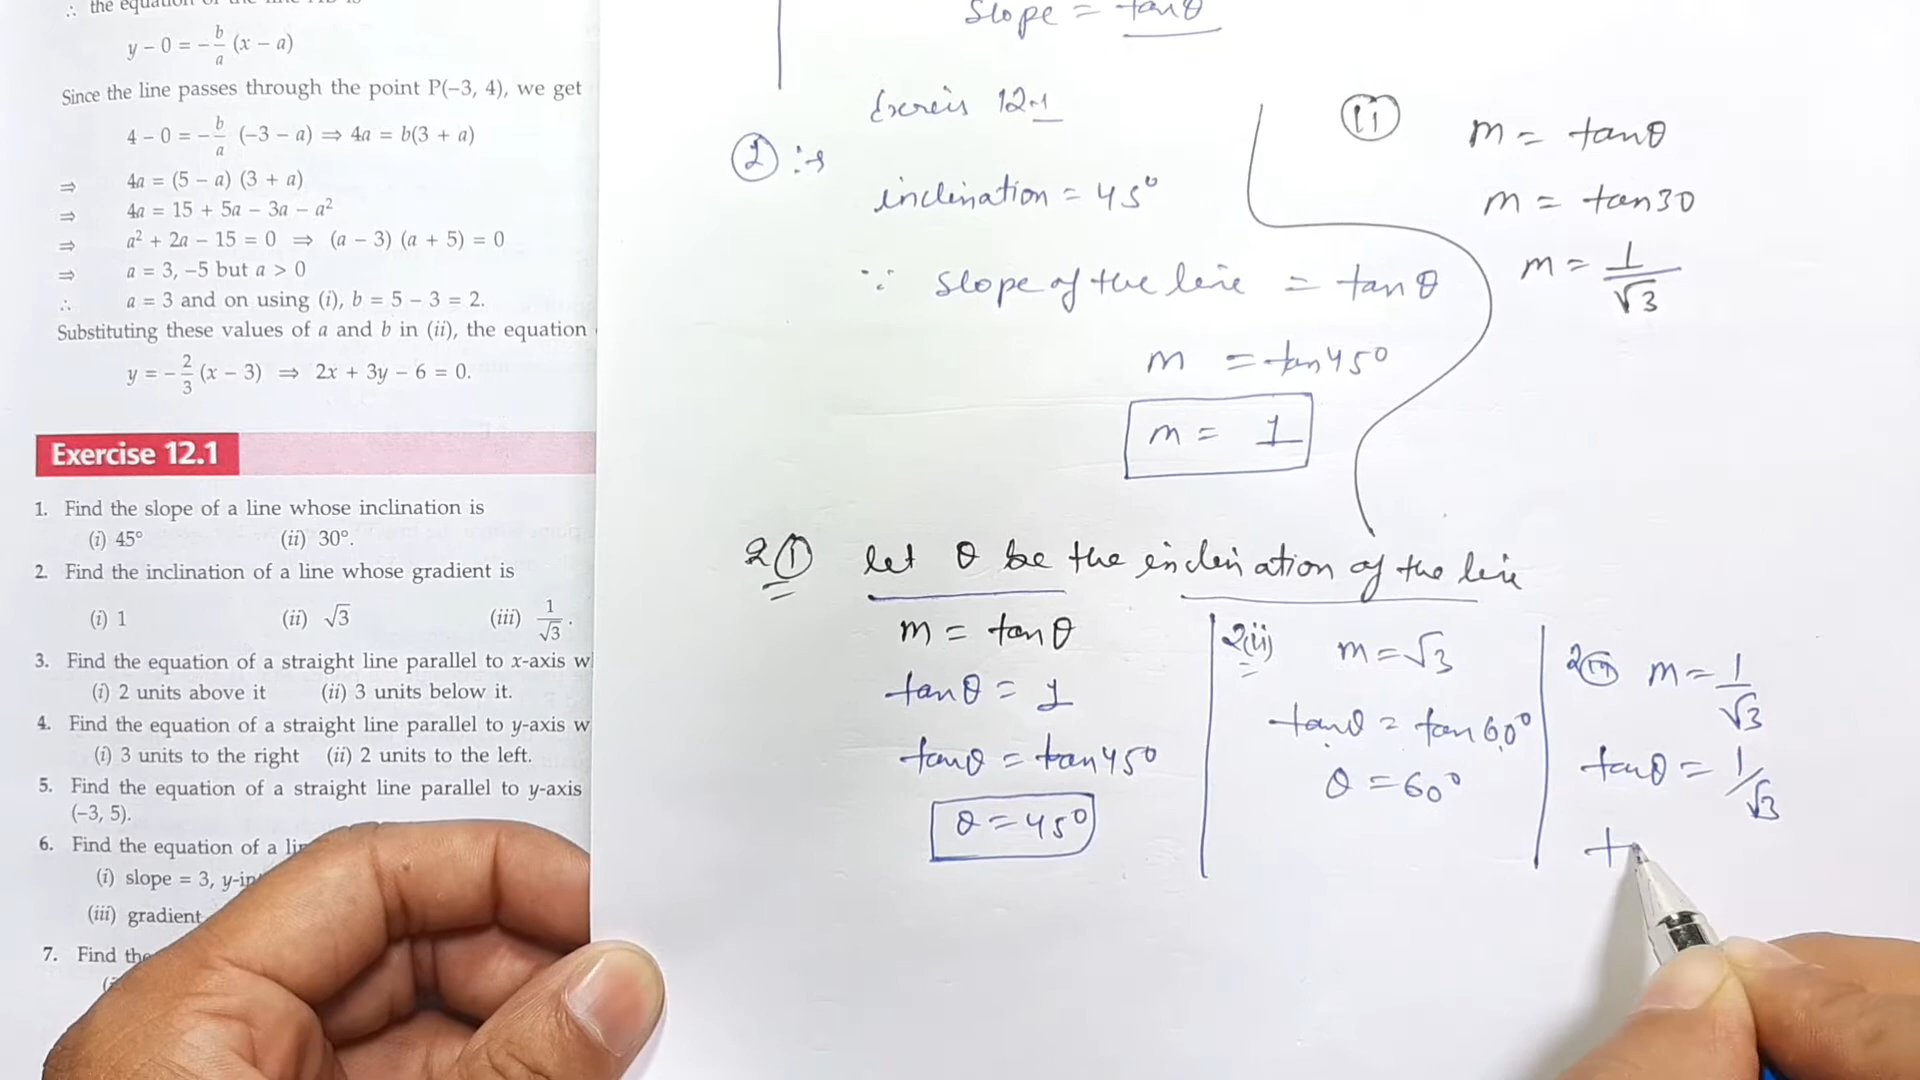 ∴ the equation of the line AB is
y – 0 = – b/a (x – a)
Since the line passes through the point P(–3, 4), we get
4 – 0 = – b/a (–3 – a) ⇒ 4a = b(3 + a)
⇒ 4a = (5 – a) (3 + a)
⇒ 4a = 15 + 5a – 3a – a²
⇒ a² + 2a – 15 = 0 ⇒ (a – 3) (a + 5) = 0
⇒ a = 3, –5 but a > 0
∴ a = 3 and on using (i), b = 5 – 3 = 2.
Substituting these values of a and b in (ii), the equation
y = – 2/3 (x – 3) ⇒ 2x + 3y – 6 = 0.
Exercise 12.1
1. Find the slope of a line whose inclination is
(i) 45° (ii) 30°.
2. Find the inclination of a line whose gradient is
(i) 1 (ii) √3 (iii) 1/√3 .
3. Find the equation of a straight line parallel to x-axis w
(i) 2 units above it (ii) 3 units below it.
4. Find the equation of a straight line parallel to y-axis w
(i) 3 units to the right (ii) 2 units to the left.
5. Find the equation of a straight line parallel to y-axis
(–3, 5).
6. Find the equation of a li
(i) slope = 3, y-in
(iii) gradient
7. Find the
Slope = tanθ
Exercis 12.1
1 :→
inclination = 45°
∵ slope of the line = tan θ
m = tan45°
m = 1
(ii) m = tanθ
m = tan30
m = 1/√3
2(i) let θ be the inclination of the line
m = tanθ
tanθ = 1
tanθ = tan45°
θ = 45°
2(ii) m = √3
tanθ = tan60°
θ = 60°
2(iii) m = 1/√3
tanθ = 1/√3
t